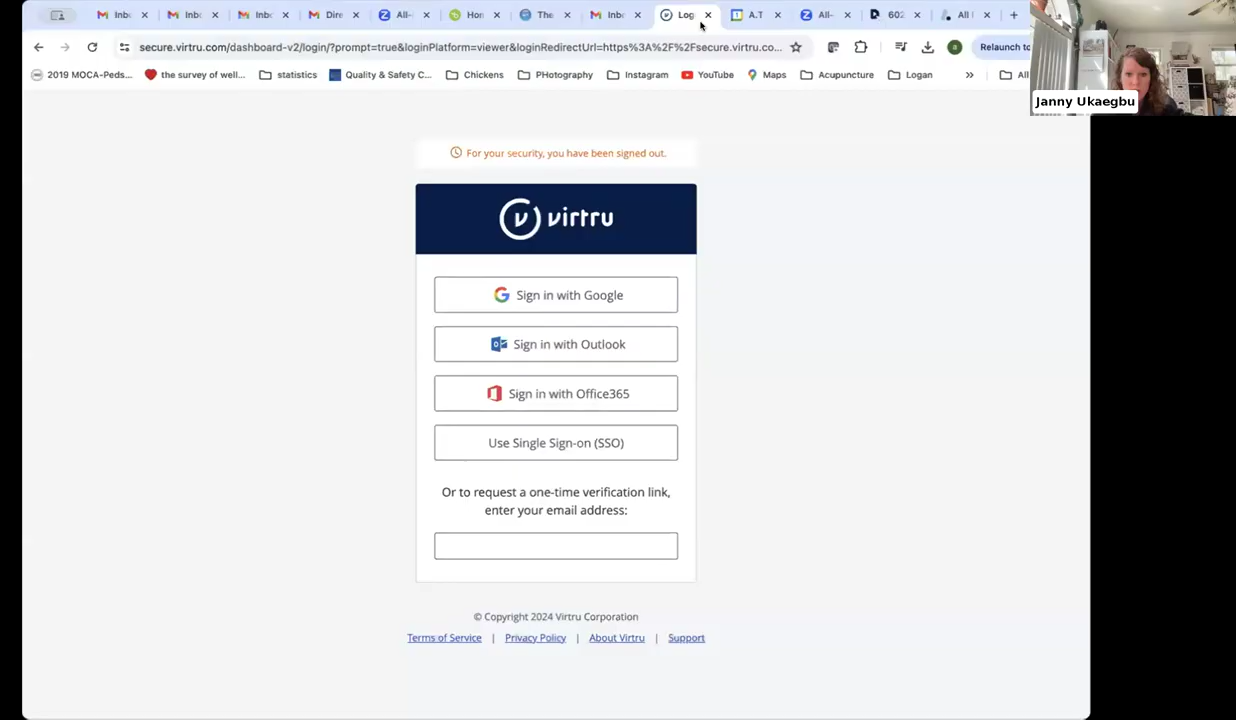 Inb
Inb
Inb
Dire
All-
Hon
The
Inb
Log
A.T
All-
602
All I
secure.virtru.com/dashboard-v2/login/?prompt=true&loginPlatform=viewer&loginRedirectUrl=https%3A%2F%2Fsecure.virtru.co...
Relaunch to
2019 MOCA-Peds...
the survey of well...
statistics
Quality & Safety C...
Chickens
PHotography
Instagram
YouTube
Maps
Acupuncture
Logan
»
All
Janny Ukaegbu
For your security, you have been signed out.
virtru
Sign in with Google
Sign in with Outlook
Sign in with Office365
Use Single Sign-on (SSO)
Or to request a one-time verification link,
enter your email address:
© Copyright 2024 Virtru Corporation
Terms of Service | Privacy Policy | About Virtru | Support